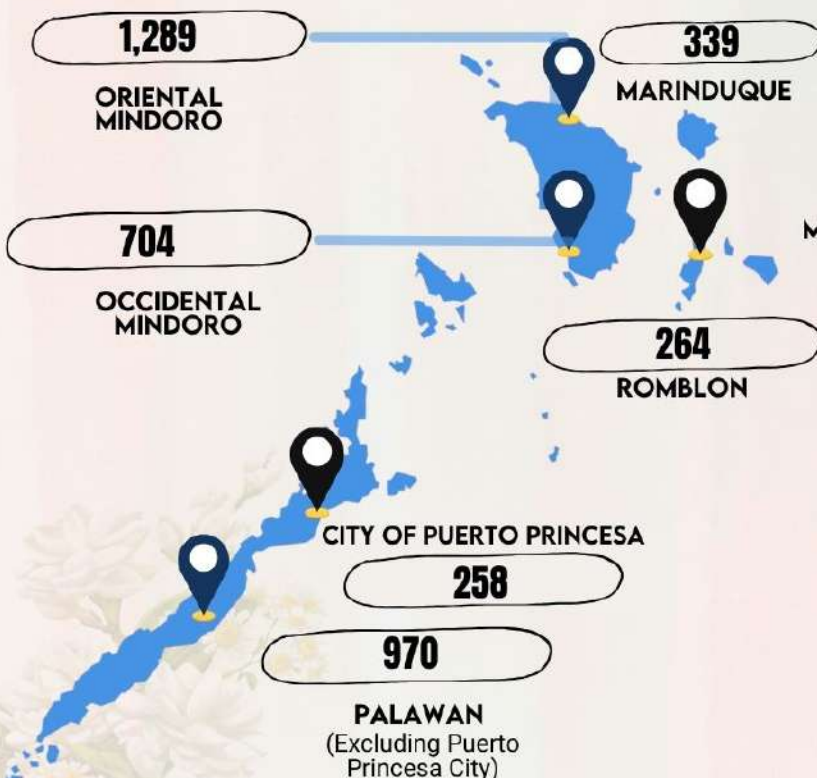 1,289
ORIENTAL
MINDORO
339
MARINDUQUE
704
OCCIDENTAL
MINDORO
264
ROMBLON
CITY OF PUERTO PRINCESA
258
970
PALAWAN
(Excluding Puerto
Princesa City)